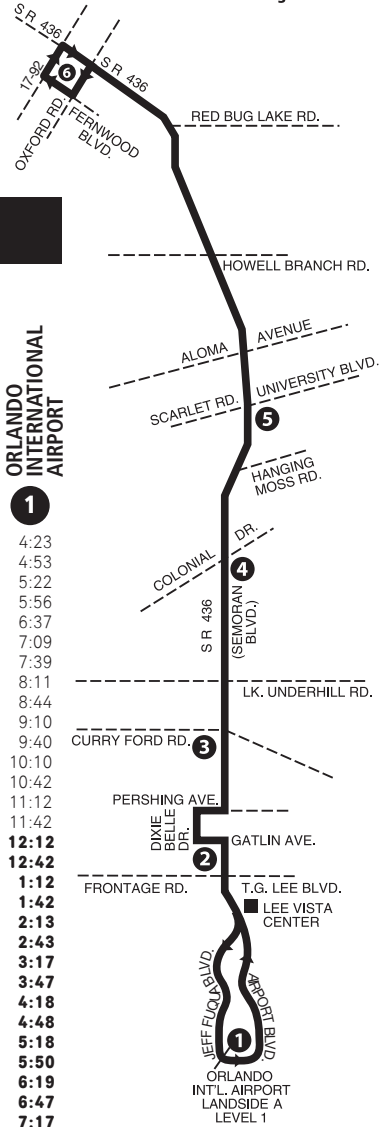 S R 436
17-92
6
S R 436
OXFORD RD.
FERNWOOD
BLVD.
RED BUG LAKE RD.
HOWELL BRANCH RD.
ALOMA AVENUE
SCARLET RD. UNIVERSITY BLVD.
5
HANGING
MOSS RD.
COLONIAL DR.
4
S R 436
(SEMORAN
BLVD.)
LK. UNDERHILL RD.
CURRY FORD RD.
3
PERSHING AVE.
DIXIE
BELLE
DR.
GATLIN AVE.
2
FRONTAGE RD. T.G. LEE BLVD.
LEE VISTA
CENTER
JEFF FUQUA BLVD.
AIRPORT BLVD.
1
ORLANDO
INT'L. AIRPORT
LANDSIDE A
LEVEL 1
ORLANDO
INTERNATIONAL
AIRPORT
1
4:23
4:53
5:22
5:56
6:37
7:09
7:39
8:11
8:44
9:10
9:40
10:10
10:42
11:12
11:42
12:12
12:42
1:12
1:42
2:13
2:43
3:17
3:47
4:18
4:48
5:18
5:50
6:19
6:47
7:17